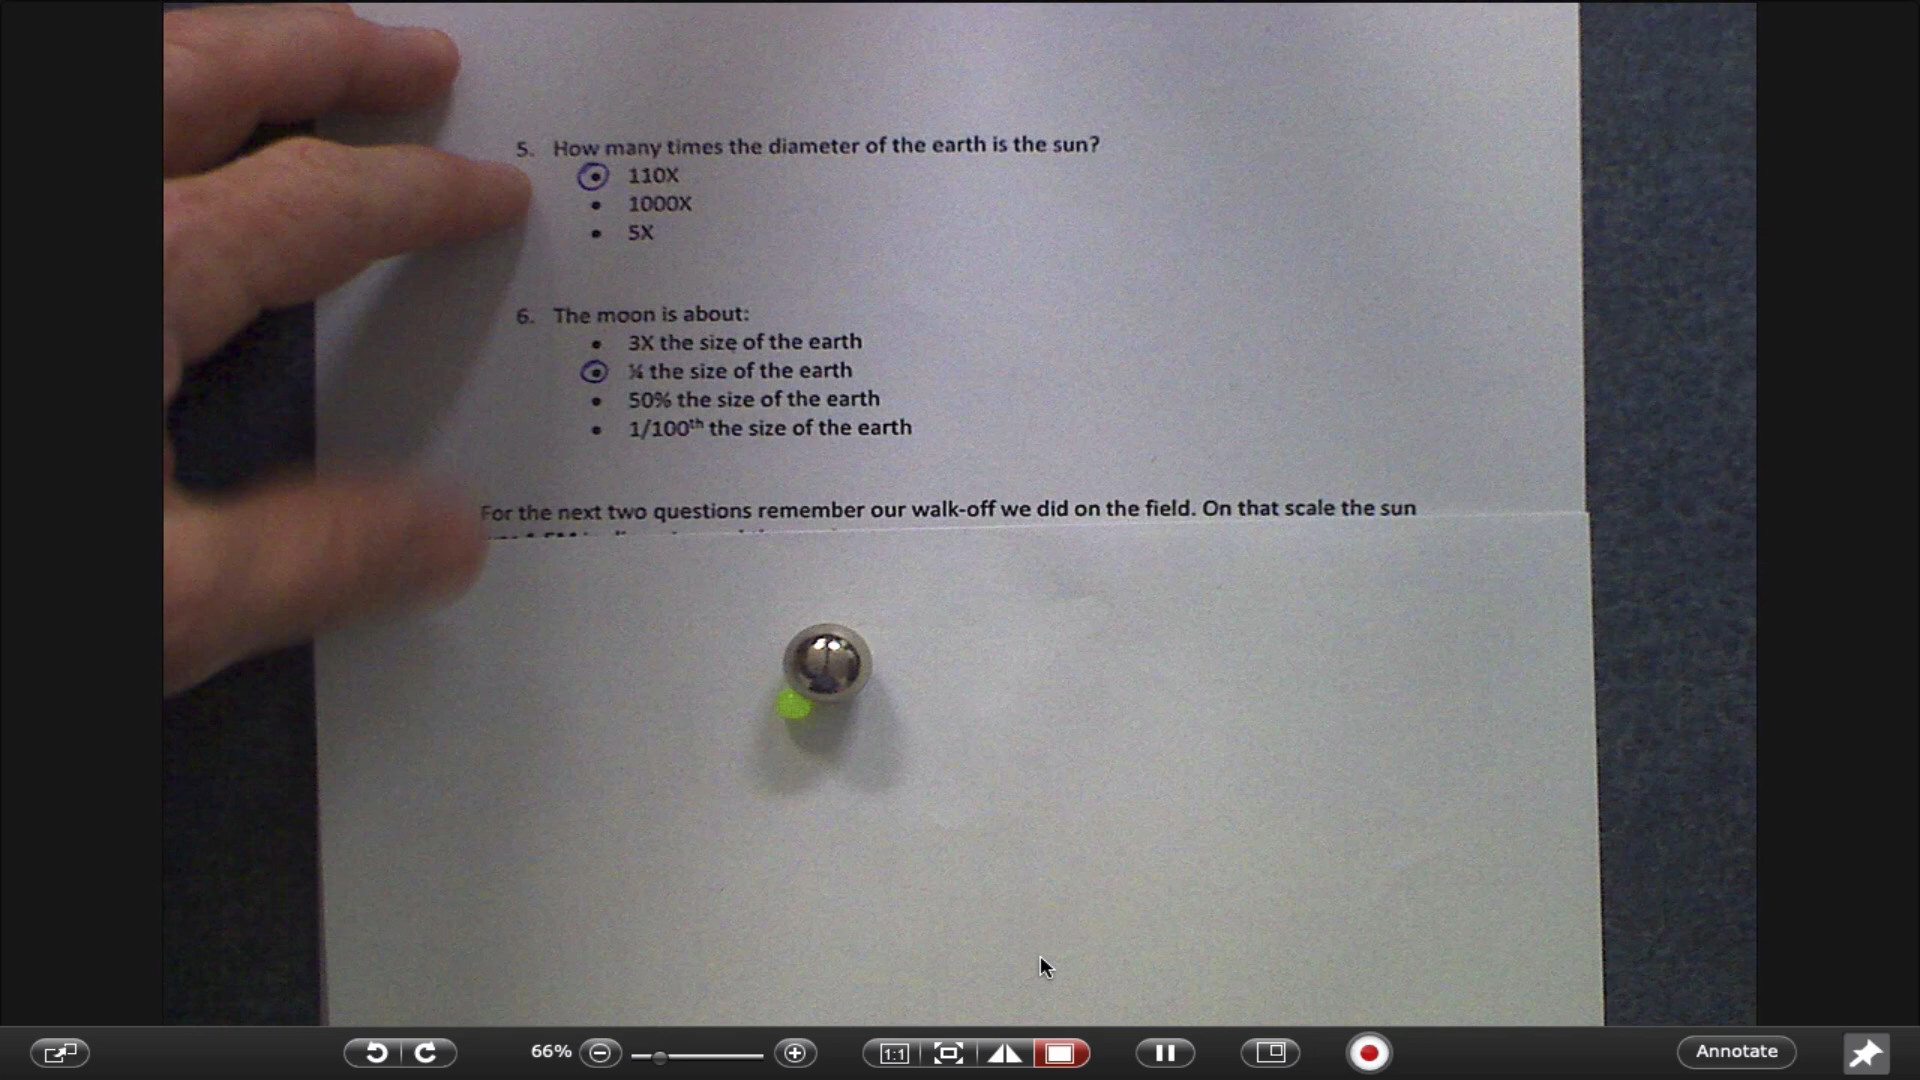 5. How many times the diameter of the earth is the sun?
• 110X
• 1000X
• 5X
6. The moon is about:
• 3X the size of the earth
• ¼ the size of the earth
• 50% the size of the earth
• 1/100th the size of the earth
For the next two questions remember our walk-off we did on the field. On that scale the sun
66%
1:1
Annotate